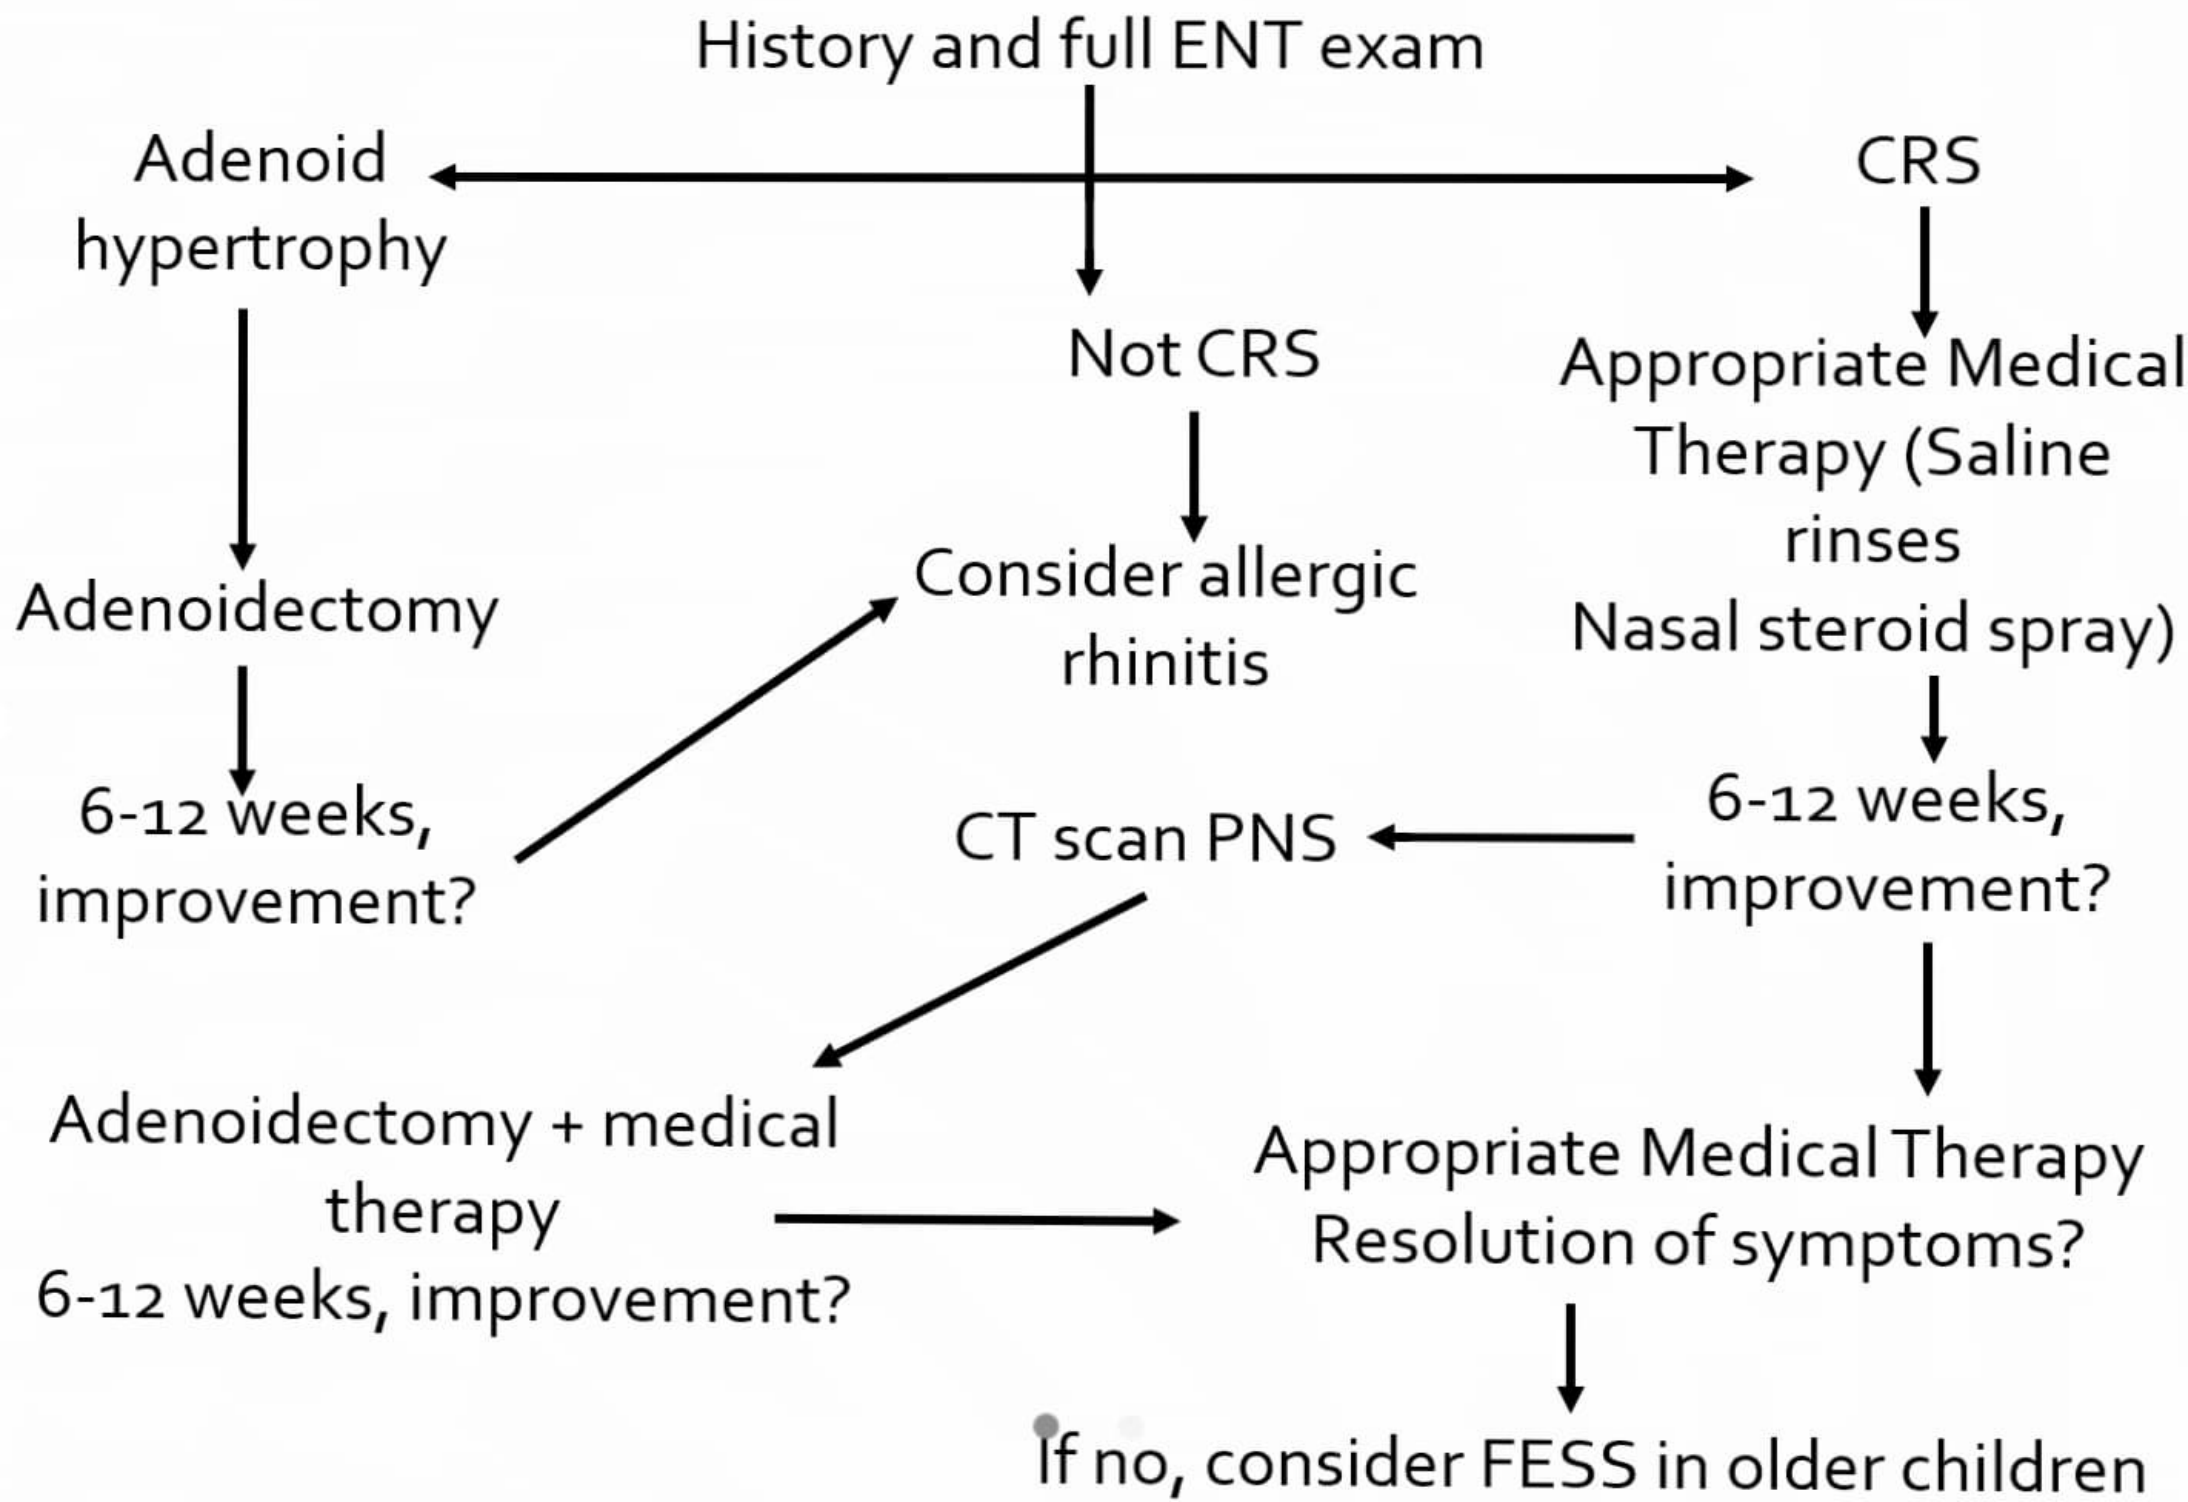 History and full ENT exam
Adenoid
hypertrophy
CRS
Not CRS
Appropriate Medical
Therapy (Saline
rinses
Nasal steroid spray)
Consider allergic
rhinitis
Adenoidectomy
6-12 weeks,
improvement?
CT scan PNS
6-12 weeks,
improvement?
Adenoidectomy + medical
therapy
6-12 weeks, improvement?
Appropriate Medical Therapy
Resolution of symptoms?
If no, consider FESS in older children